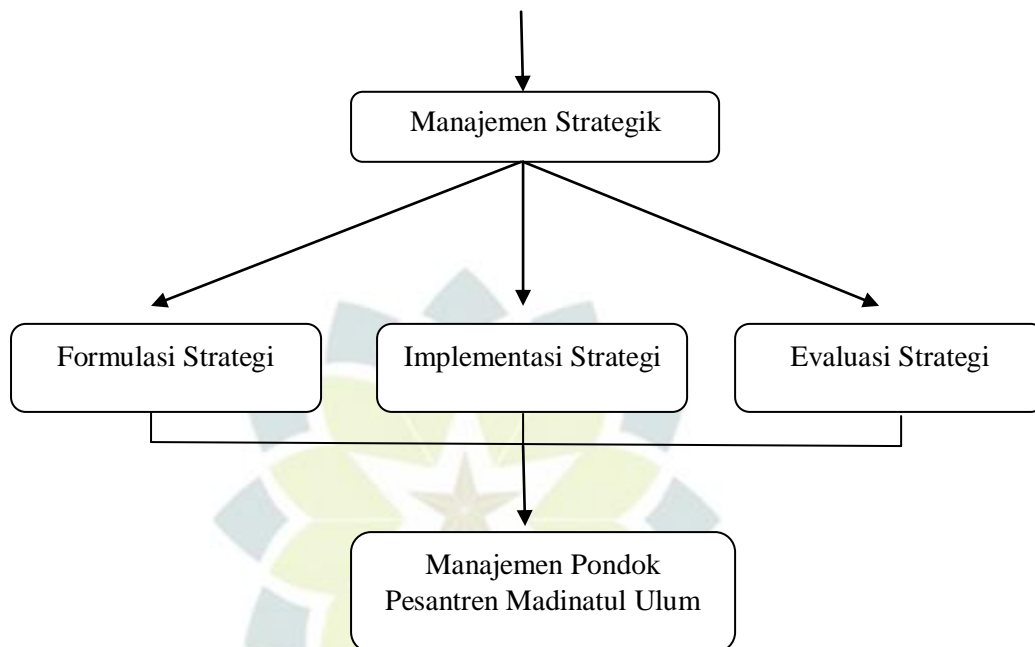 Manajemen Strategik
Formulasi Strategi
Implementasi Strategi
Evaluasi Strategi
Manajemen Pondok
Pesantren Madinatul Ulum